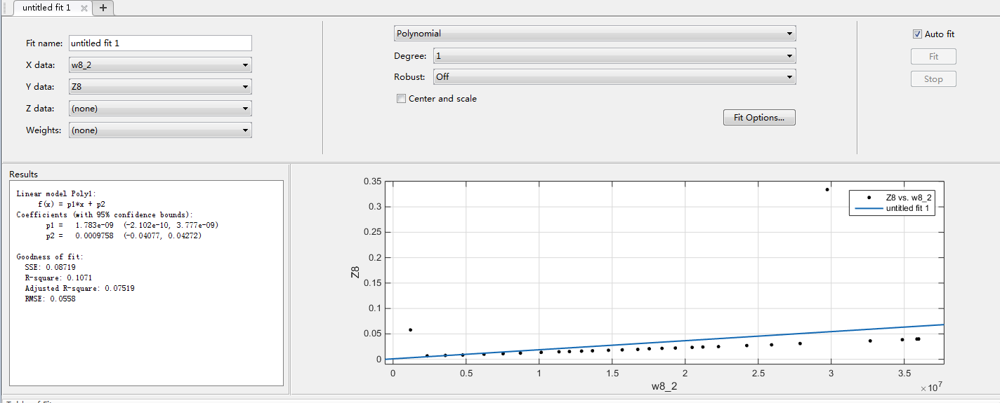 untitled fit 1
Fit name: untitled fit 1
X data: w8_2
Y data: Z8
Z data: (none)
Weights: (none)
Polynomial
Degree: 1
Robust: Off
Center and scale
Fit Options...
Auto fit
Fit
Stop
Results
Linear model Poly1:
f(x) = p1*x + p2
Coefficients (with 95% confidence bounds):
p1 = 1.783e-09 (-2.102e-10, 3.777e-09)
p2 = 0.0009758 (-0.04077, 0.04272)
Goodness of fit:
SSE: 0.08719
R-square: 0.1071
Adjusted R-square: 0.07519
RMSE: 0.0558
0.35
0.3
0.25
0.2
0.15
0.1
0.05
0
Z8
Z8 vs. w8_2
untitled fit 1
0 0.5 1 1.5 2 2.5 3 3.5
w8_2
×10⁷